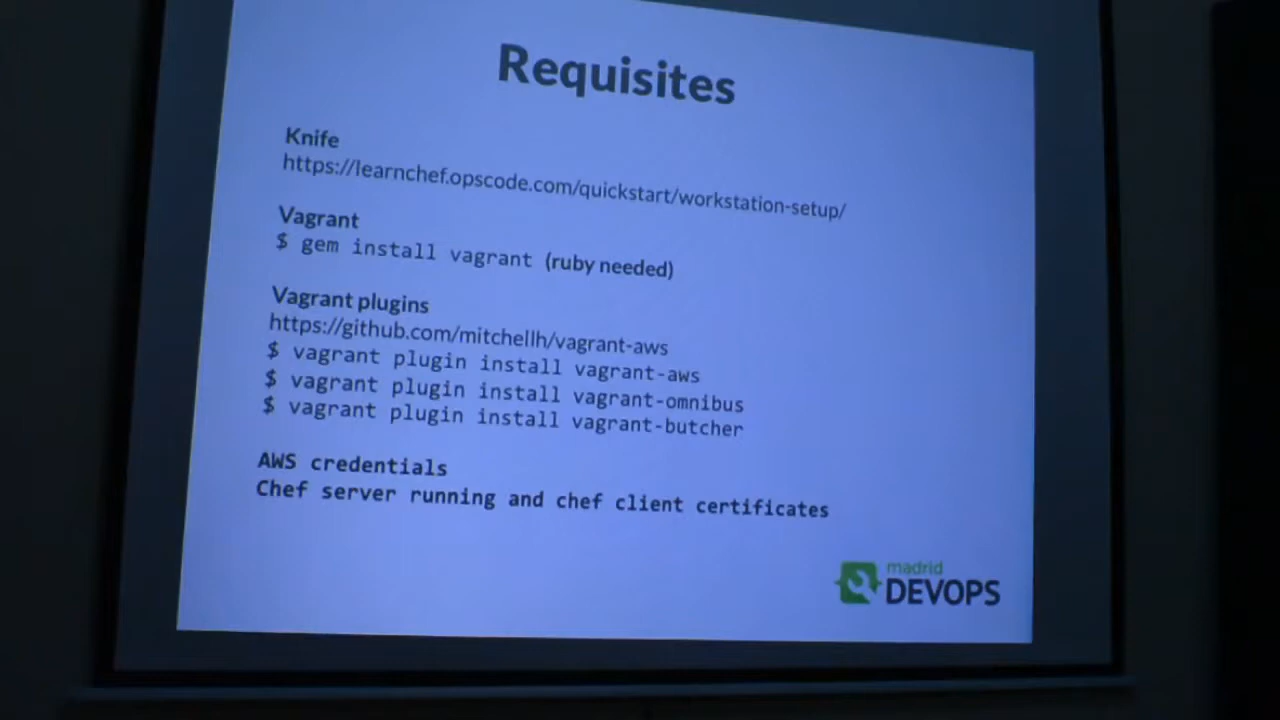 Requisites
Knife
https://learnchef.opscode.com/quickstart/workstation-setup/
Vagrant
$ gem install vagrant (ruby needed)
Vagrant plugins
https://github.com/mitchellh/vagrant-aws
$ vagrant plugin install vagrant-aws
$ vagrant plugin install vagrant-omnibus
$ vagrant plugin install vagrant-butcher
AWS credentials
Chef server running and chef client certificates
madrid
DEVOPS